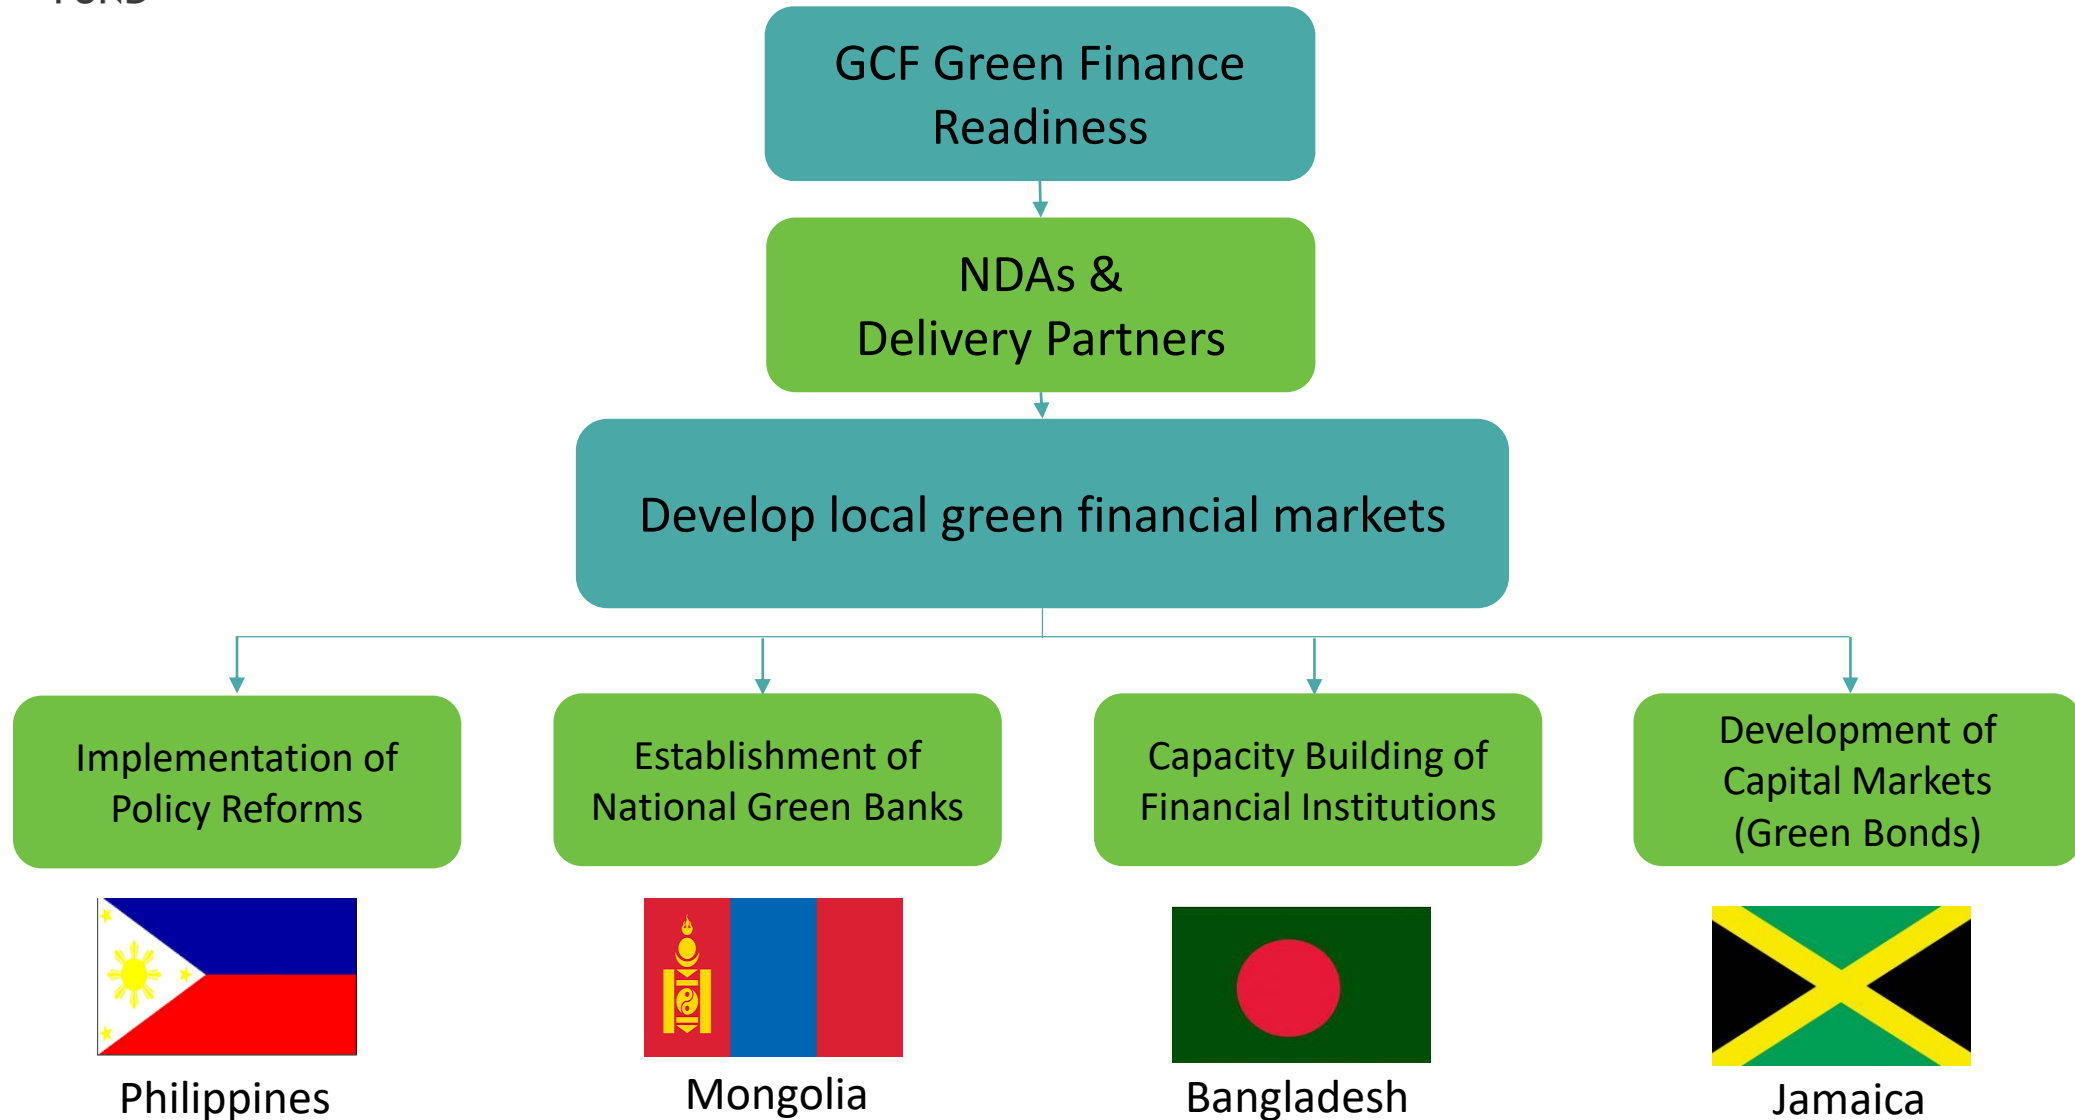 FUND
GCF Green Finance
Readiness
NDAs &
Delivery Partners
Develop local green financial markets
Implementation of
Policy Reforms
Establishment of
National Green Banks
Capacity Building of
Financial Institutions
Development of
Capital Markets
(Green Bonds)
Philippines
Mongolia
Bangladesh
Jamaica